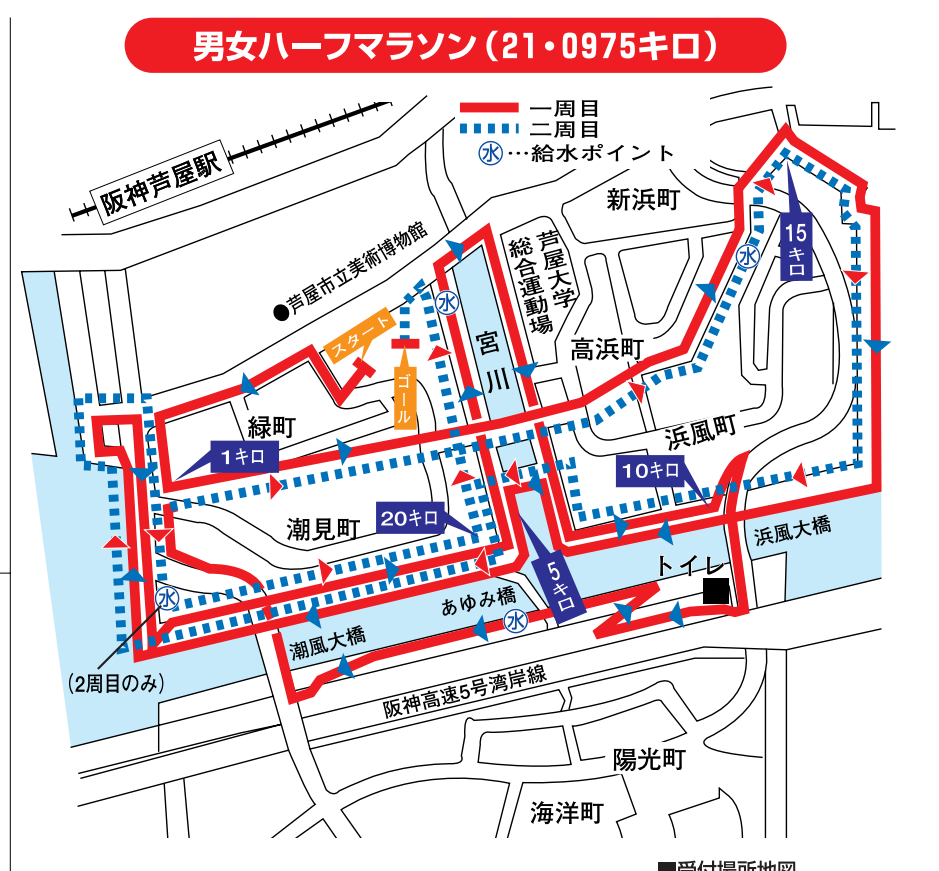 男女ハーフマラソン（21・0975キロ）
一周目
二周目
水…給水ポイント
阪神芦屋駅
新浜町
芦屋市立美術博物館
芦屋大学
総合運動場
15キロ
水
水
宮川
スタート
ゴール
高浜町
緑町
浜風町
1キロ
10キロ
潮見町
20キロ
浜風大橋
トイレ
5キロ
あゆみ橋
水
水
潮風大橋
(2周目のみ)
阪神高速5号湾岸線
陽光町
海洋町
■受付場所地図